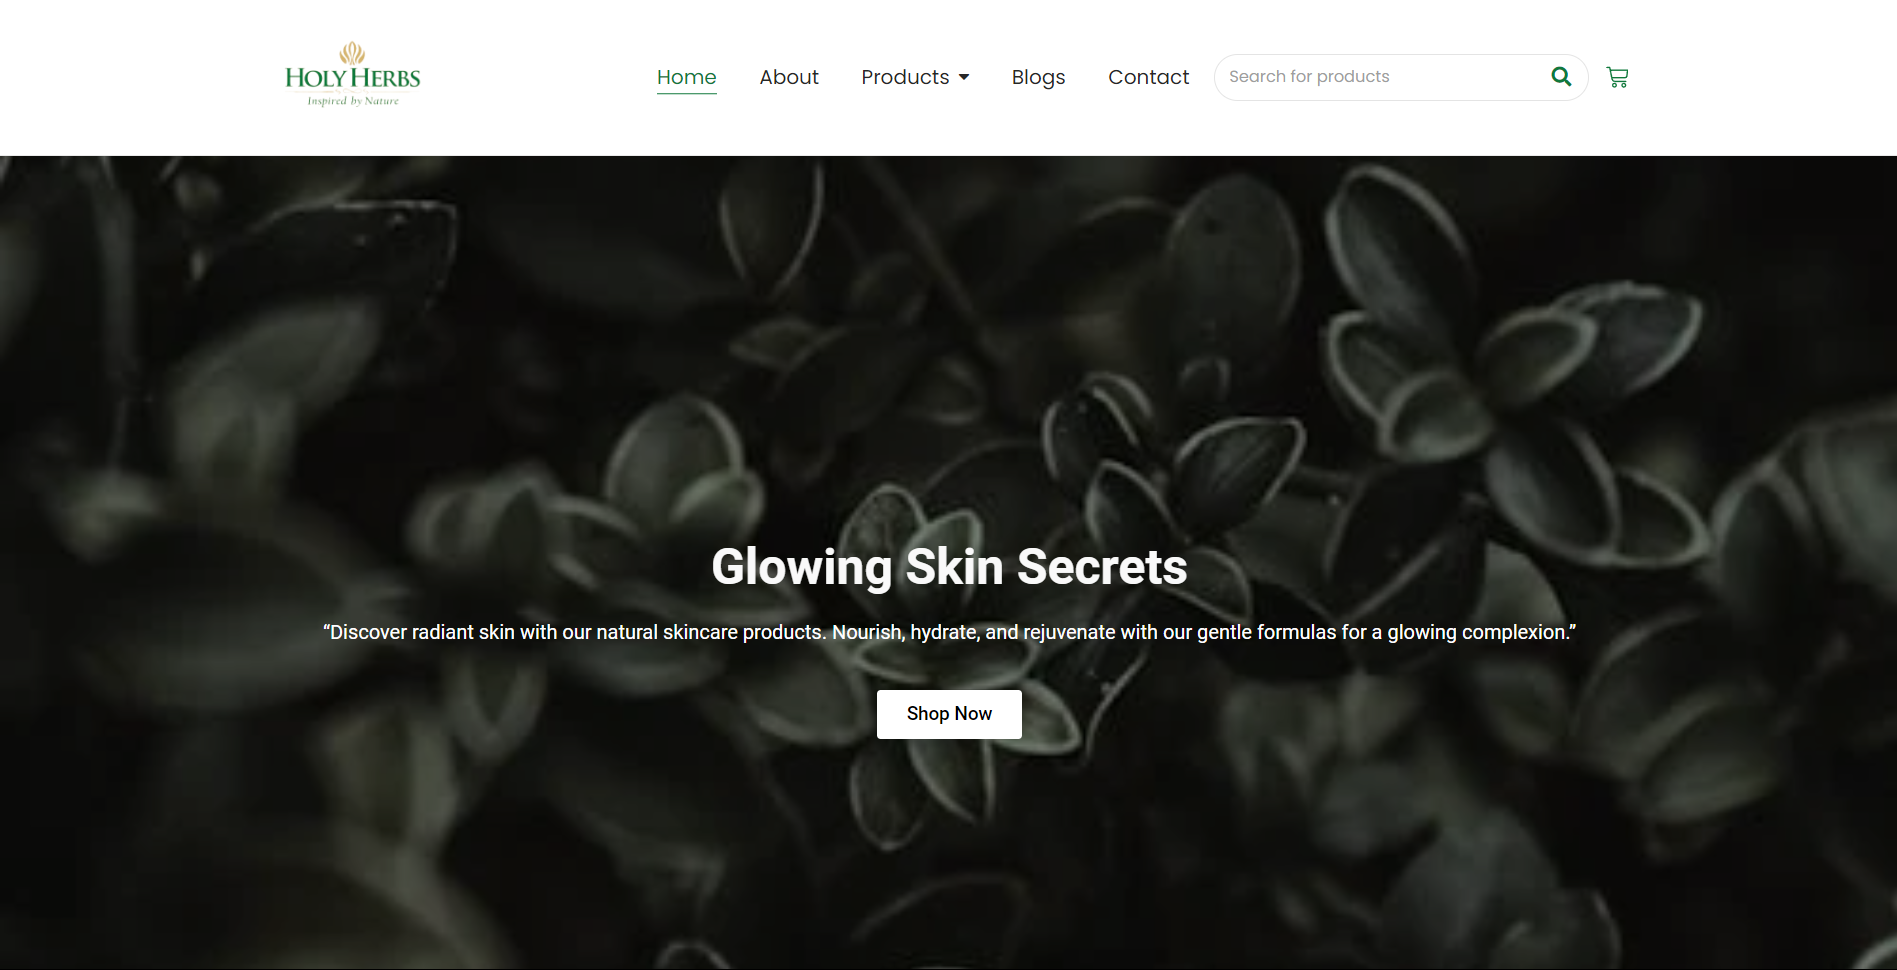 HOLY HERBS
Inspired by Nature
Home
About
Products
Blogs
Contact
Search for products
Glowing Skin Secrets
“Discover radiant skin with our natural skincare products. Nourish, hydrate, and rejuvenate with our gentle formulas for a glowing complexion.”
Shop Now